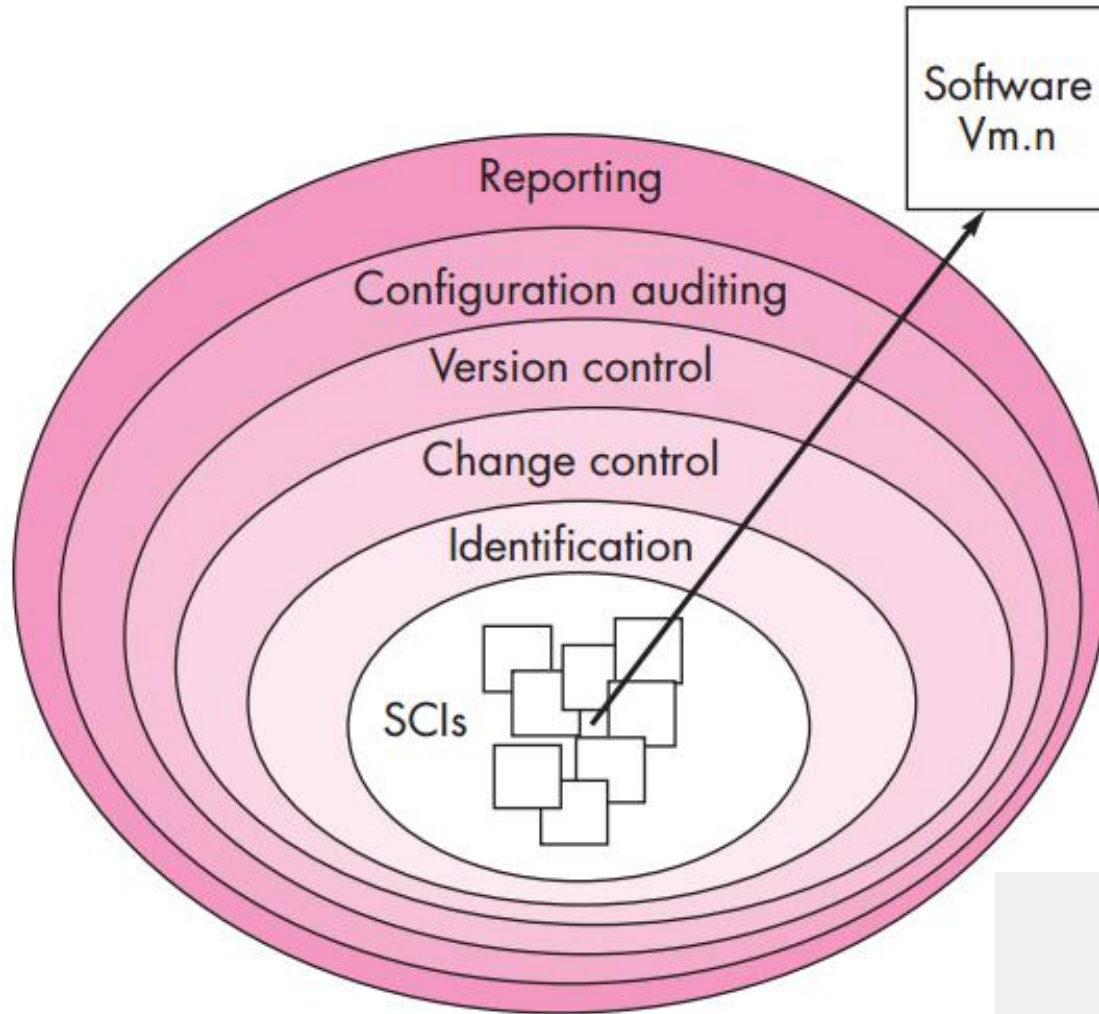 Software
Vm.n
Reporting
Configuration auditing
Version control
Change control
Identification
SCIs